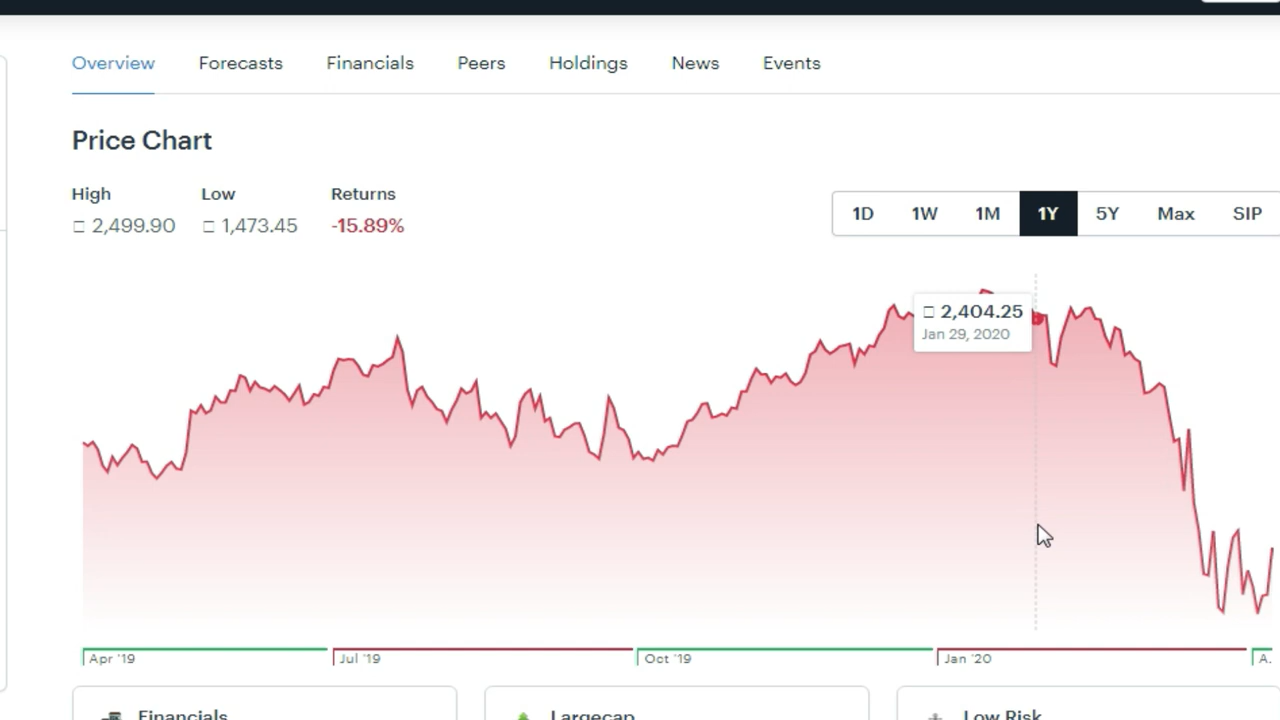 Overview Forecasts Financials Peers Holdings News Events
Price Chart
High Low Returns
2,499.90 1,473.45 -15.89%
1D 1W 1M 1Y 5Y Max SIP
2,404.25
Jan 29, 2020
Apr '19 Jul '19 Oct '19 Jan '20 A.
Financials Largecap Low Risk